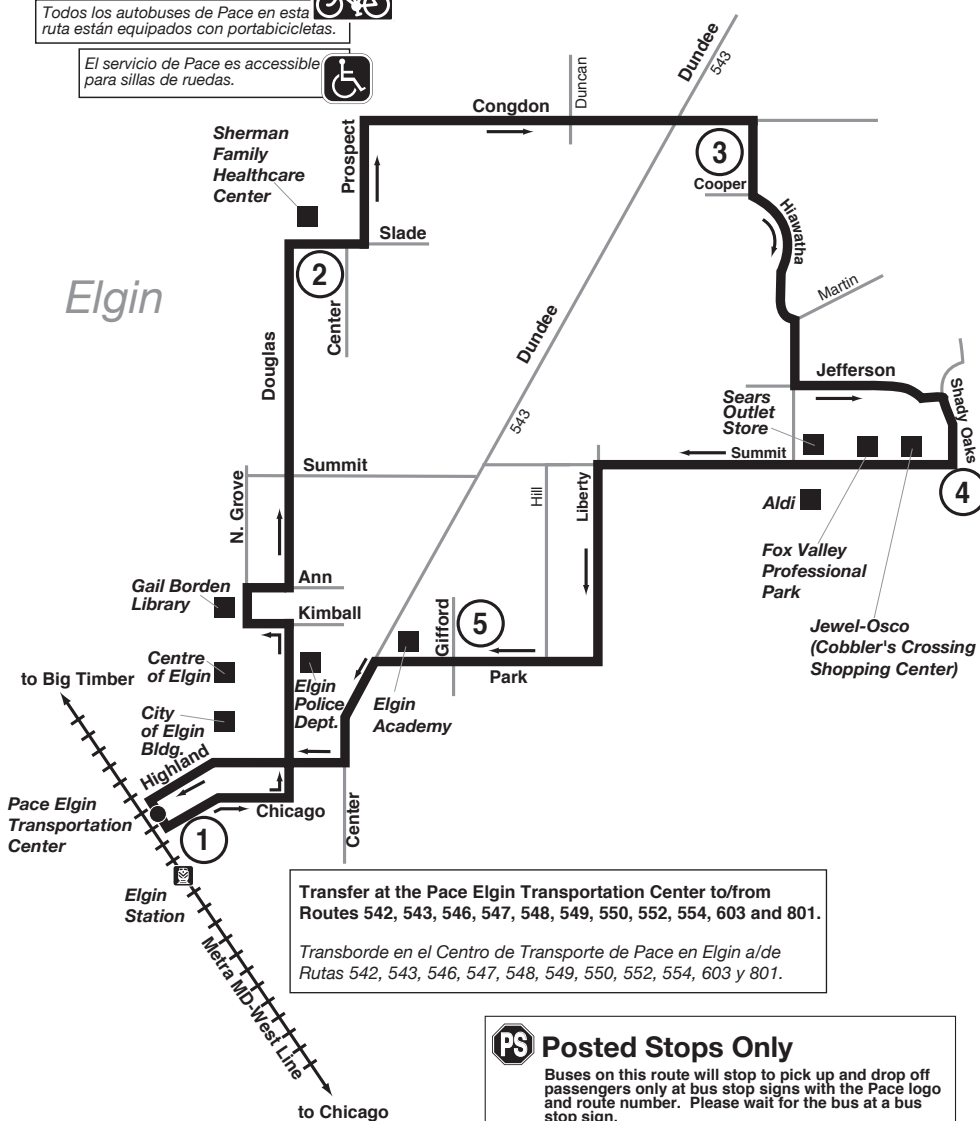 Todos los autobuses de Pace en esta
ruta están equipados con portabicicletas.
El servicio de Pace es accessible
para sillas de ruedas.
Dundee
543
Duncan
Congdon
Sherman
Family
Healthcare
Center
Prospect
3
Cooper
Hiawatha
Slade
2
Elgin
Center
Martin
Dundee
543
Douglas
Jefferson
Shady Oaks
Sears
Outlet
Store
Summit
Summit
4
N. Grove
Hill
Liberty
Aldi
Fox Valley
Professional
Park
Ann
Gail Borden
Library
Kimball
Gifford
5
Jewel-Osco
(Cobbler's Crossing
Shopping Center)
Centre
of Elgin
Park
Elgin
Police
Dept.
Elgin
Academy
to Big Timber
City
of Elgin
Bldg.
Highland
Pace Elgin
Transportation
Center
Chicago
1
Center
Elgin
Station
Metra MD-West Line
to Chicago
Transfer at the Pace Elgin Transportation Center to/from
Routes 542, 543, 546, 547, 548, 549, 550, 552, 554, 603 and 801.
Transborde en el Centro de Transporte de Pace en Elgin a/de
Rutas 542, 543, 546, 547, 548, 549, 550, 552, 554, 603 y 801.
PS Posted Stops Only
Buses on this route will stop to pick up and drop off
passengers only at bus stop signs with the Pace logo
and route number. Please wait for the bus at a bus
stop sign.